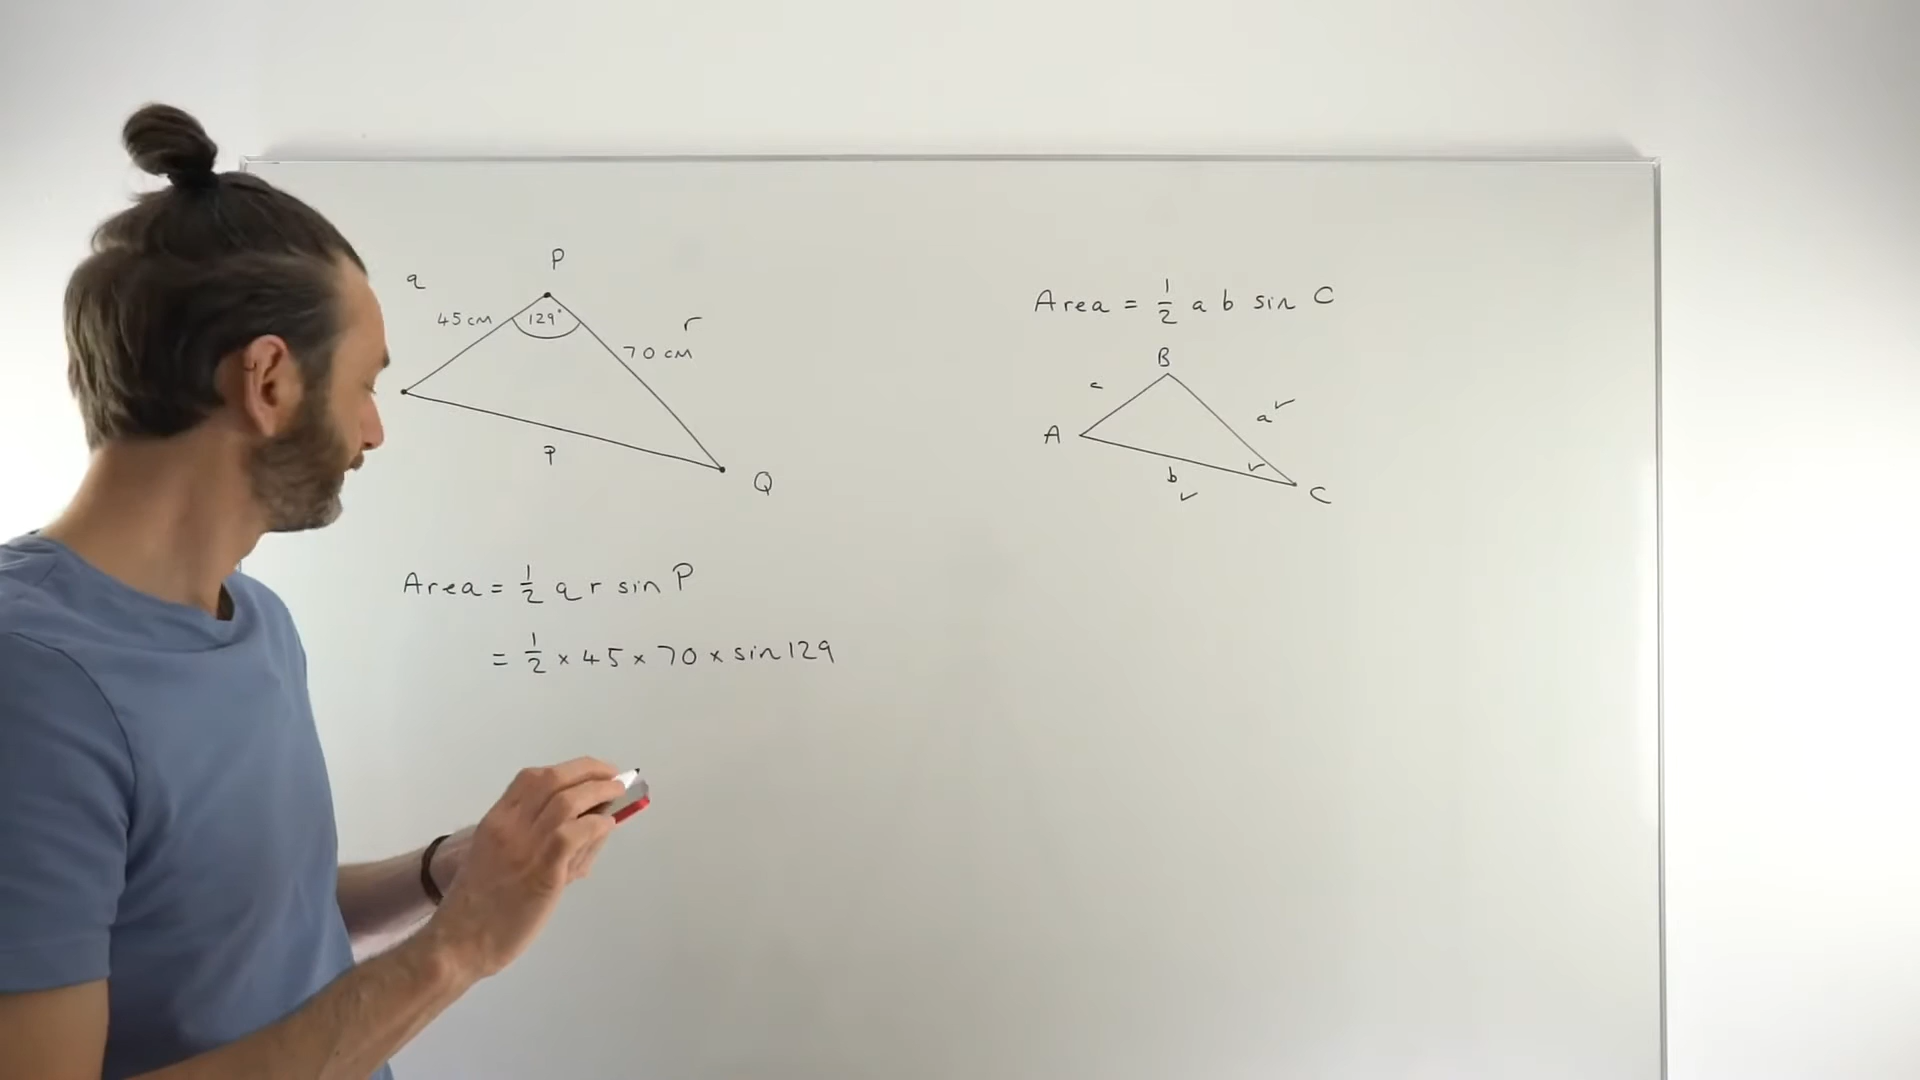 P
q
45 cm
129°
r
70 cm
p
Q
Area = 1/2 q r sin P
= 1/2 × 45 × 70 × sin 129
Area = 1/2 a b sin C
B
c
a ✓
A
b ✓
✓
C